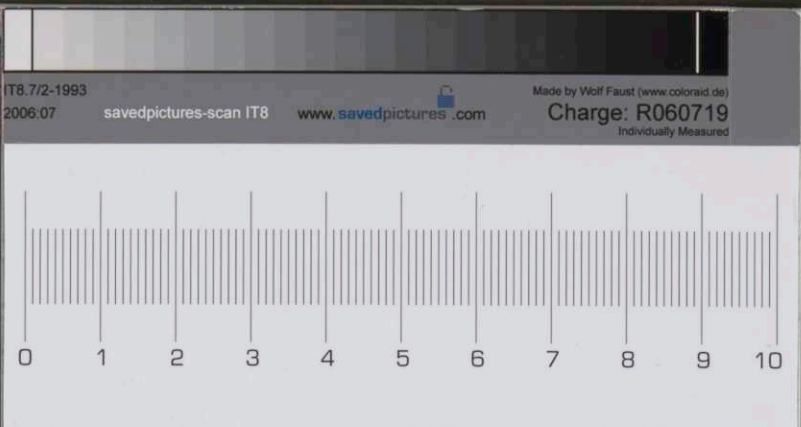 IT8.7/2-1993
2006:07
savedpictures-scan IT8
www.savedpictures.com
Made by Wolf Faust (www.coloraid.de)
Charge: R060719
Individually Measured
0 1 2 3 4 5 6 7 8 9 10